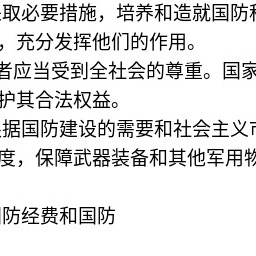 取必要措施，培养和造就国防
，充分发挥他们的作用。
者应当受到全社会的尊重。国家
护其合法权益。
据国防建设的需要和社会主义
度，保障武器装备和其他军用物
防经费和国防